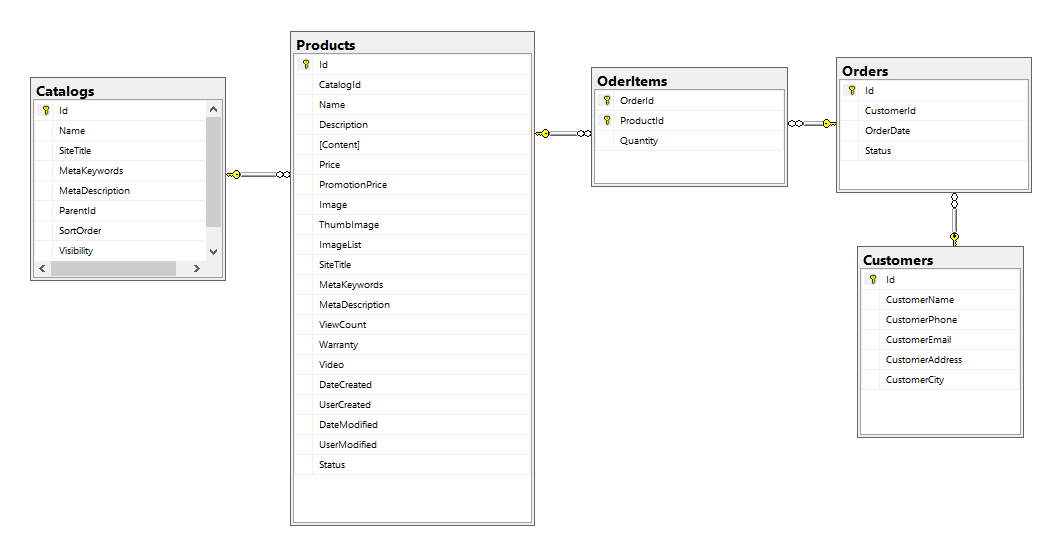 Catalogs
Id
Name
SiteTitle
MetaKeywords
MetaDescription
ParentId
SortOrder
Visibility
Products
Id
CatalogId
Name
Description
[Content]
Price
PromotionPrice
Image
ThumbImage
ImageList
SiteTitle
MetaKeywords
MetaDescription
ViewCount
Warranty
Video
DateCreated
UserCreated
DateModified
UserModified
Status
OderItems
OrderId
ProductId
Quantity
Orders
Id
CustomerId
OrderDate
Status
Customers
Id
CustomerName
CustomerPhone
CustomerEmail
CustomerAddress
CustomerCity